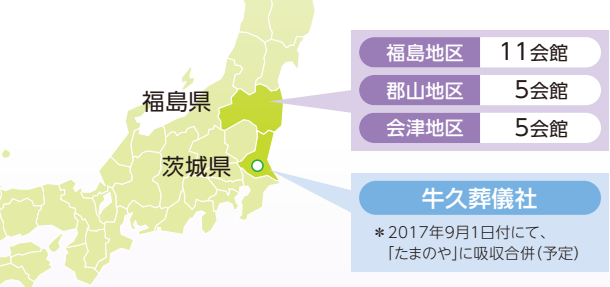 福島県
茨城県
福島地区 11会館
郡山地区 5会館
会津地区 5会館
牛久葬儀社
＊2017年9月1日付にて、
「たまのや」に吸収合併(予定)